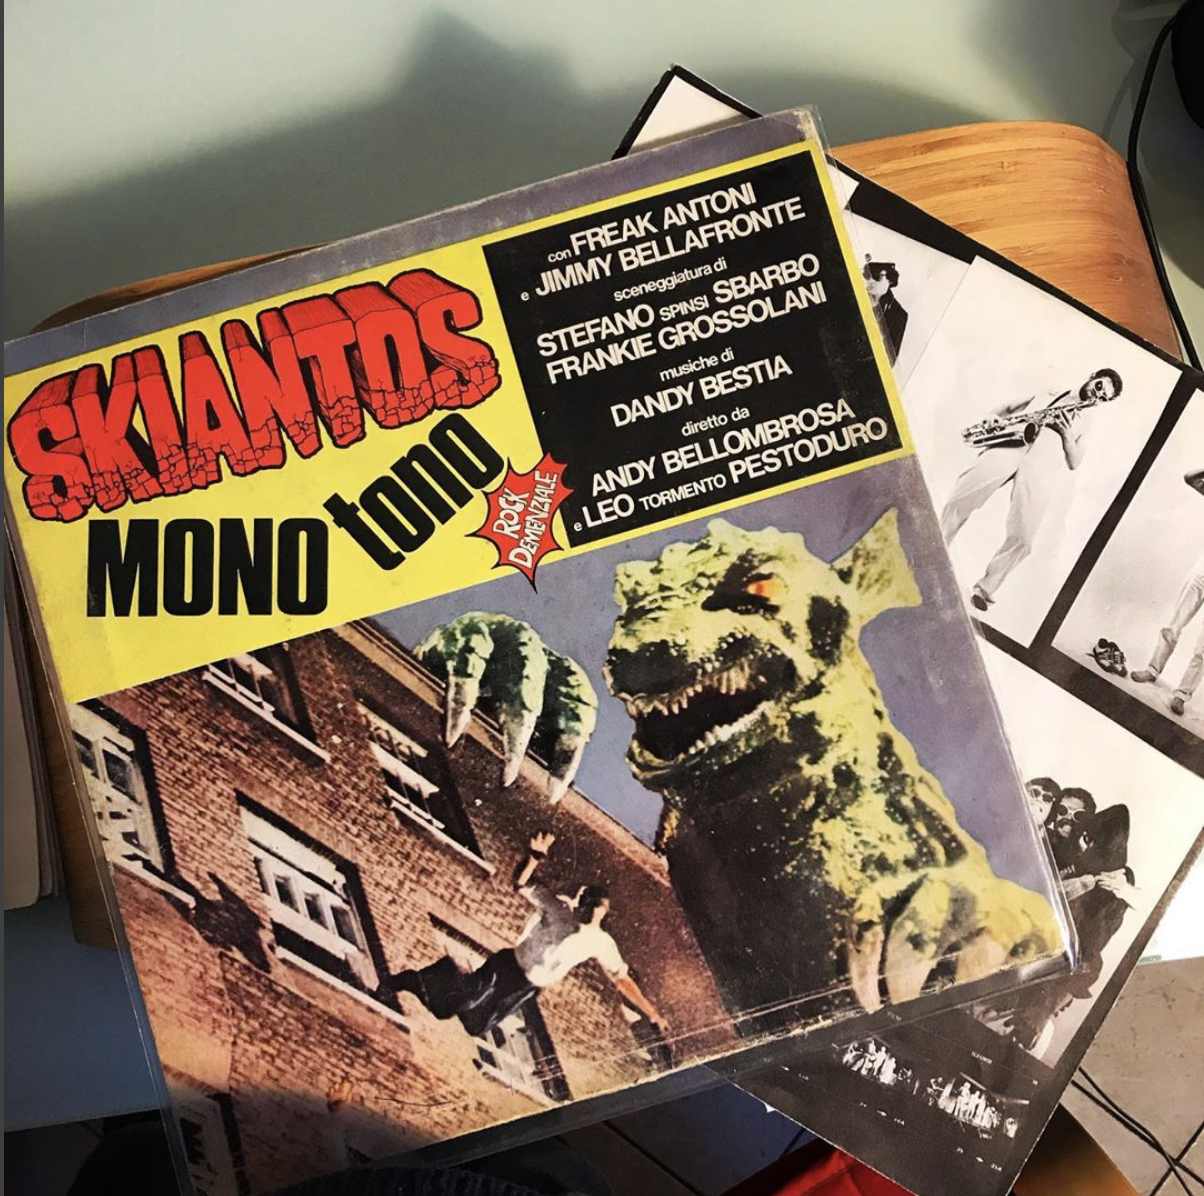 SKIANTOS
MONO tono
ROCK
DEMENZIALE
con FREAK ANTONI
e JIMMY BELLAFRONTE
sceneggiatura di
STEFANO SPINSI SBARBO
FRANKIE GROSSOLANI
musiche di
DANDY BESTIA
diretto da
ANDY BELLOMBROSA
e LEO TORMENTO PESTODURO
ILFORD